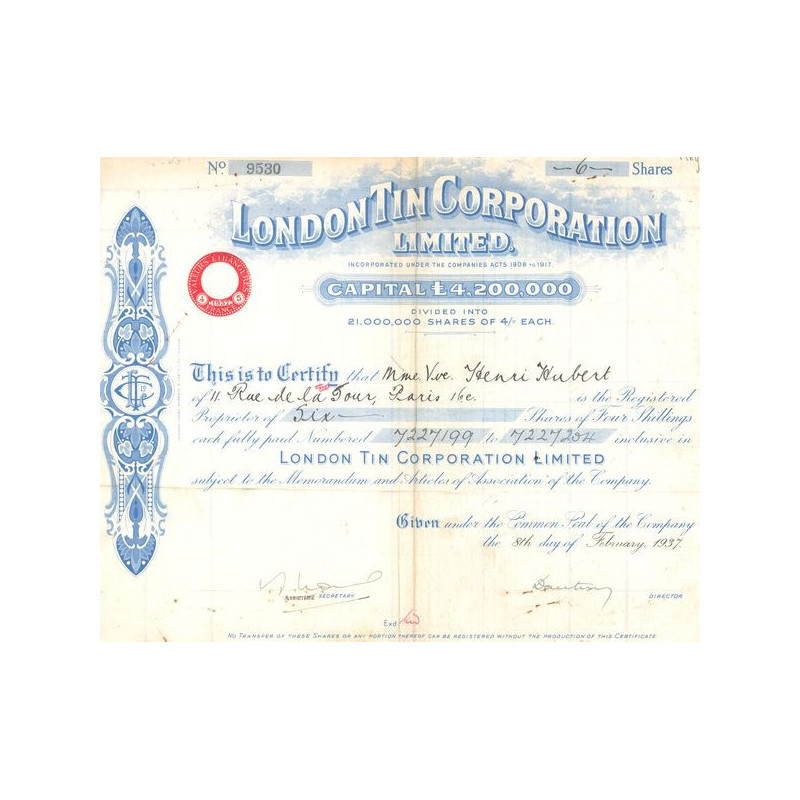 No. 9530
—6— Shares
LONDON TIN CORPORATION
LIMITED.
INCORPORATED UNDER THE COMPANIES ACTS 1908 TO 1917.
CAPITAL £4,200,000
DIVIDED INTO
21,000,000 SHARES OF 4/- EACH.
VALEURS ÉTRANGÈRES
1937
FRANCE
This is to Certify that Mme. Vve. Henri Hubert
of 11 Rue de la Tour, Paris 16e. is the Registered
Proprietor of Six — Shares of Four Shillings
each fully paid Numbered 7227199 to 7227204 inclusive in
LONDON TIN CORPORATION LIMITED
subject to the Memorandum and Articles of Association of the Company.
Given under the Common Seal of the Company
the 8th day of February, 1937.
ASSISTANT SECRETARY
DIRECTOR
Exd
NO TRANSFER OF THESE SHARES OR ANY PORTION THEREOF CAN BE REGISTERED WITHOUT THE PRODUCTION OF THIS CERTIFICATE.